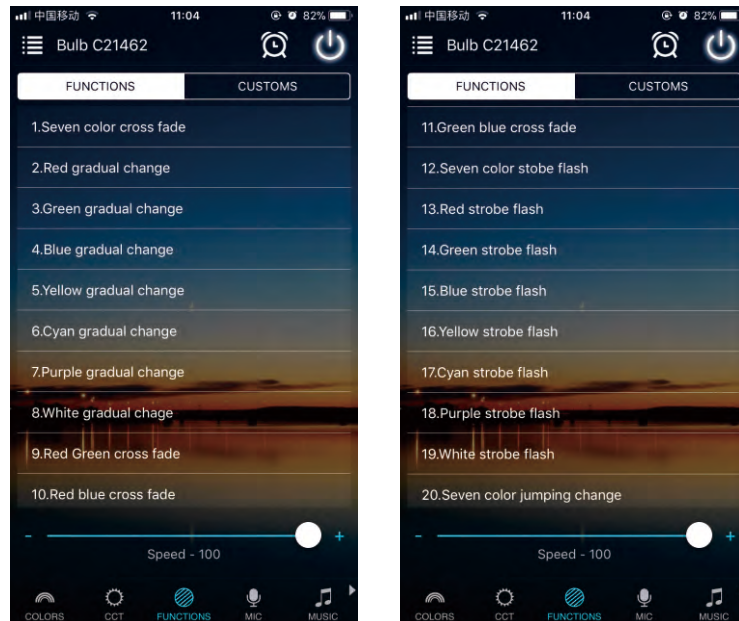 中国移动 11:04 82%
Bulb C21462
FUNCTIONS CUSTOMS
1.Seven color cross fade
2.Red gradual change
3.Green gradual change
4.Blue gradual change
5.Yellow gradual change
6.Cyan gradual change
7.Purple gradual change
8.White gradual chage
9.Red Green cross fade
10.Red blue cross fade
- +
Speed - 100
COLORS CCT FUNCTIONS MIC MUSIC
中国移动 11:04 82%
Bulb C21462
FUNCTIONS CUSTOMS
11.Green blue cross fade
12.Seven color stobe flash
13.Red strobe flash
14.Green strobe flash
15.Blue strobe flash
16.Yellow strobe flash
17.Cyan strobe flash
18.Purple strobe flash
19.White strobe flash
20.Seven color jumping change
- +
Speed - 100
COLORS CCT FUNCTIONS MIC MUSIC